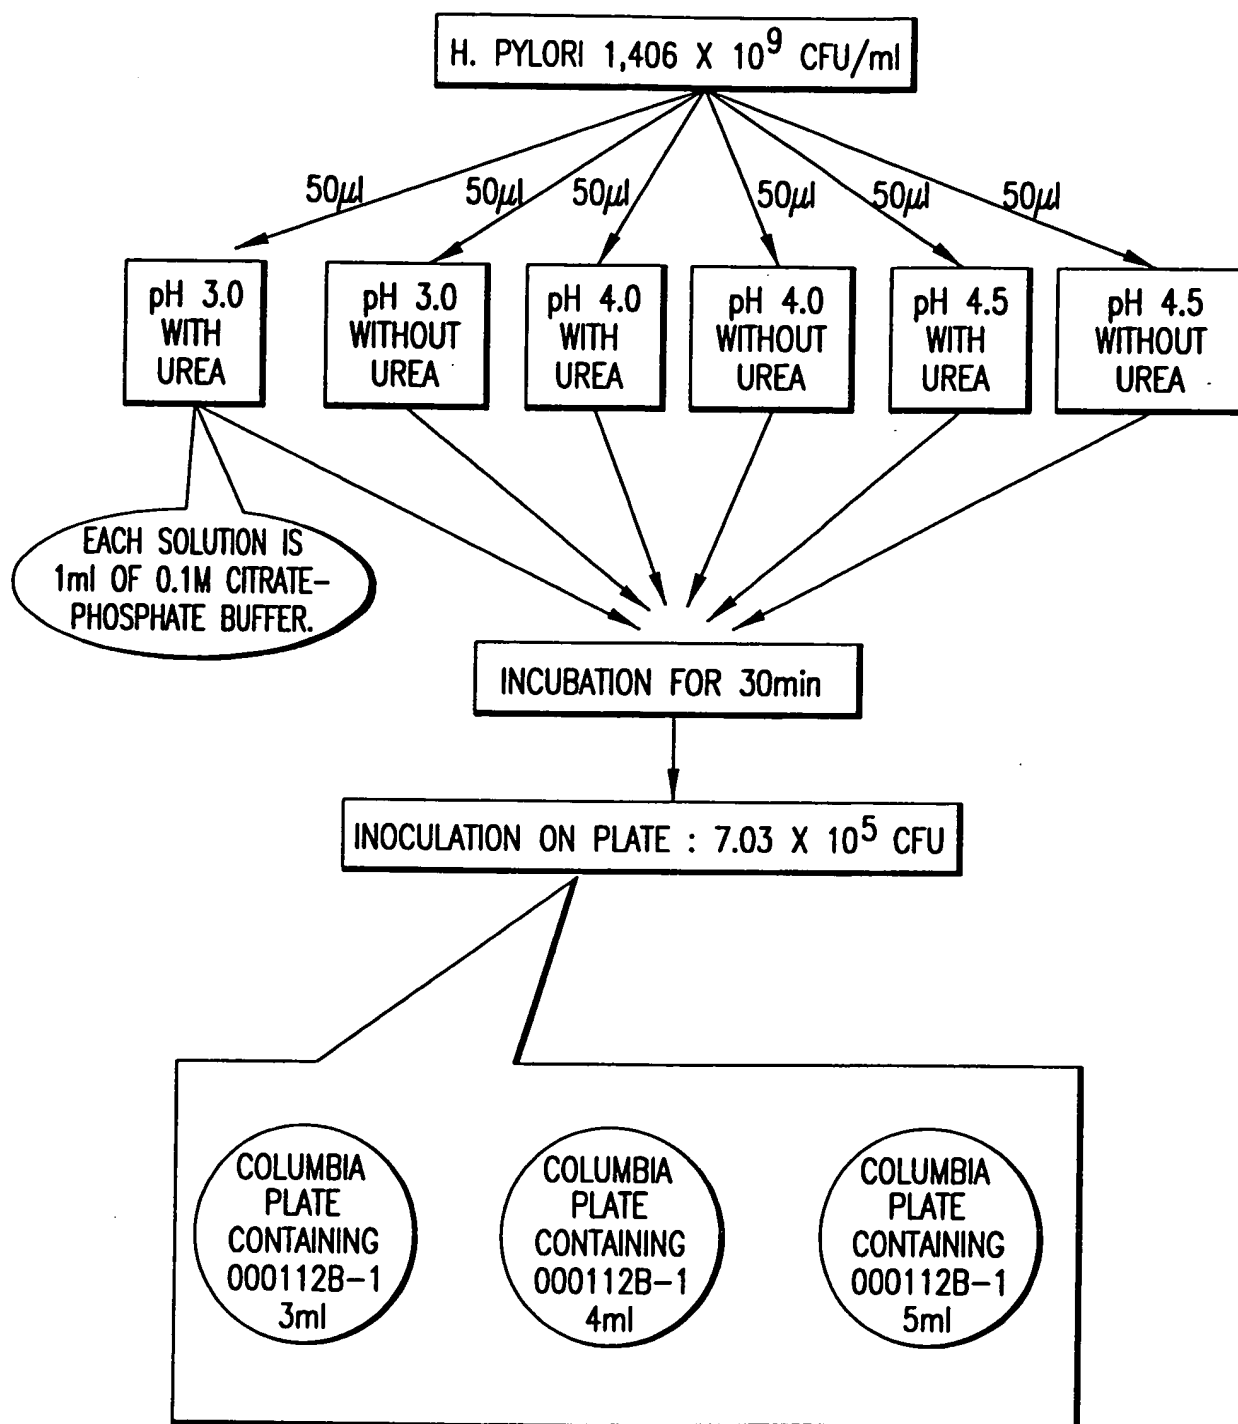 H. PYLORI 1,406 X 10^9 CFU/ml
50μl 50μl 50μl 50μl 50μl 50μl
pH 3.0
WITH
UREA
pH 3.0
WITHOUT
UREA
pH 4.0
WITH
UREA
pH 4.0
WITHOUT
UREA
pH 4.5
WITH
UREA
pH 4.5
WITHOUT
UREA
EACH SOLUTION IS
1ml OF 0.1M CITRATE-
PHOSPHATE BUFFER.
INCUBATION FOR 30min
INOCULATION ON PLATE : 7.03 X 10^5 CFU
COLUMBIA
PLATE
CONTAINING
000112B-1
3ml
COLUMBIA
PLATE
CONTAINING
000112B-1
4ml
COLUMBIA
PLATE
CONTAINING
000112B-1
5ml